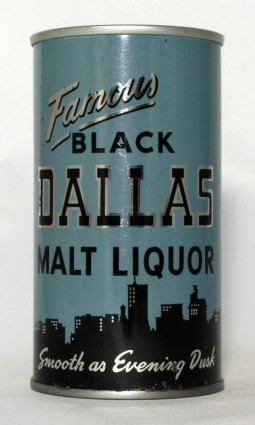 Famous
BLACK
DALLAS
MALT LIQUOR
Smooth as Evening Dusk